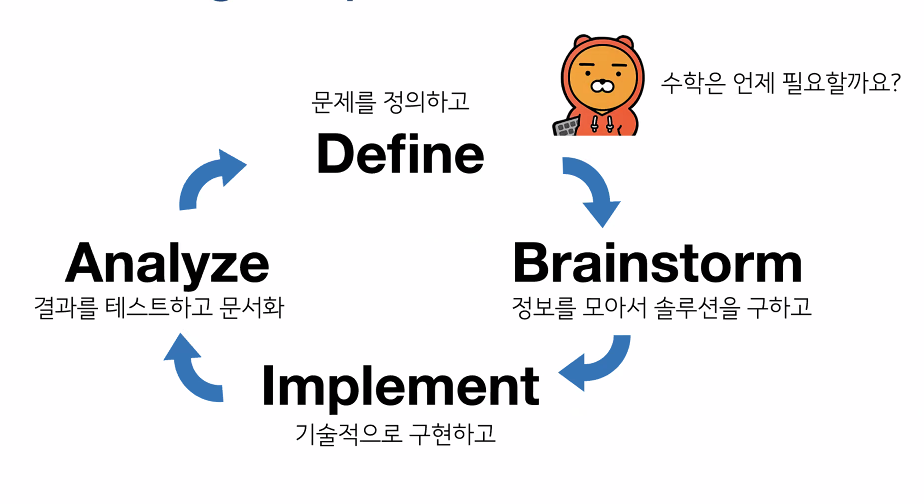 수학은 언제 필요할까요?
문제를 정의하고
Define
Brainstorm
정보를 모아서 솔루션을 구하고
Implement
기술적으로 구현하고
Analyze
결과를 테스트하고 문서화